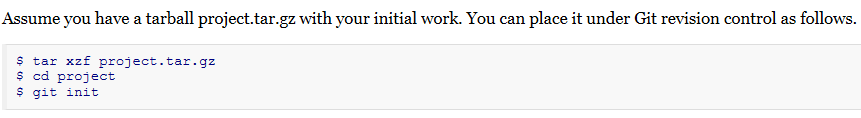 Assume you have a tarball project.tar.gz with your initial work. You can place it under Git revision control as follows.
$ tar xzf project.tar.gz
$ cd project
$ git init